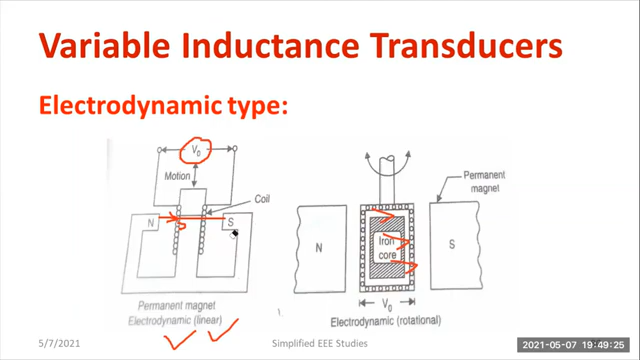 Variable Inductance Transducers
Electrodynamic type:
V0
Motion
Coil
N
S
Permanent magnet
Electrodynamic (linear)
Permanent
magnet
N
Iron
core
S
V0
Electrodynamic (rotational)
5/7/2021
Simplified EEE Studies
2021-05-07 19:49:25